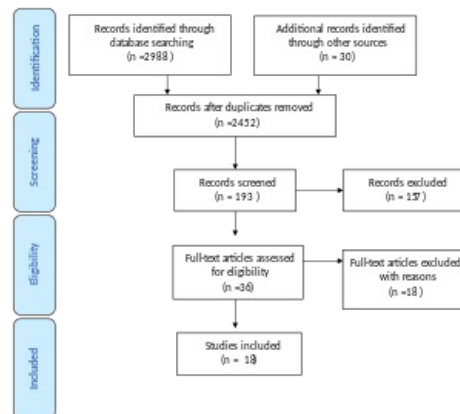 Identification
Records identified through
database searching
(n =2988 )
Additional records identified
through other sources
(n = 30)
Records after duplicates removed
(n =2452)
Screening
Records screened
(n = 193 )
Records excluded
(n = 157)
Eligibility
Full-text articles assessed
for eligibility
(n =36)
Full-text articles excluded
with reasons
(n =18 )
Included
Studies included
(n = 18)